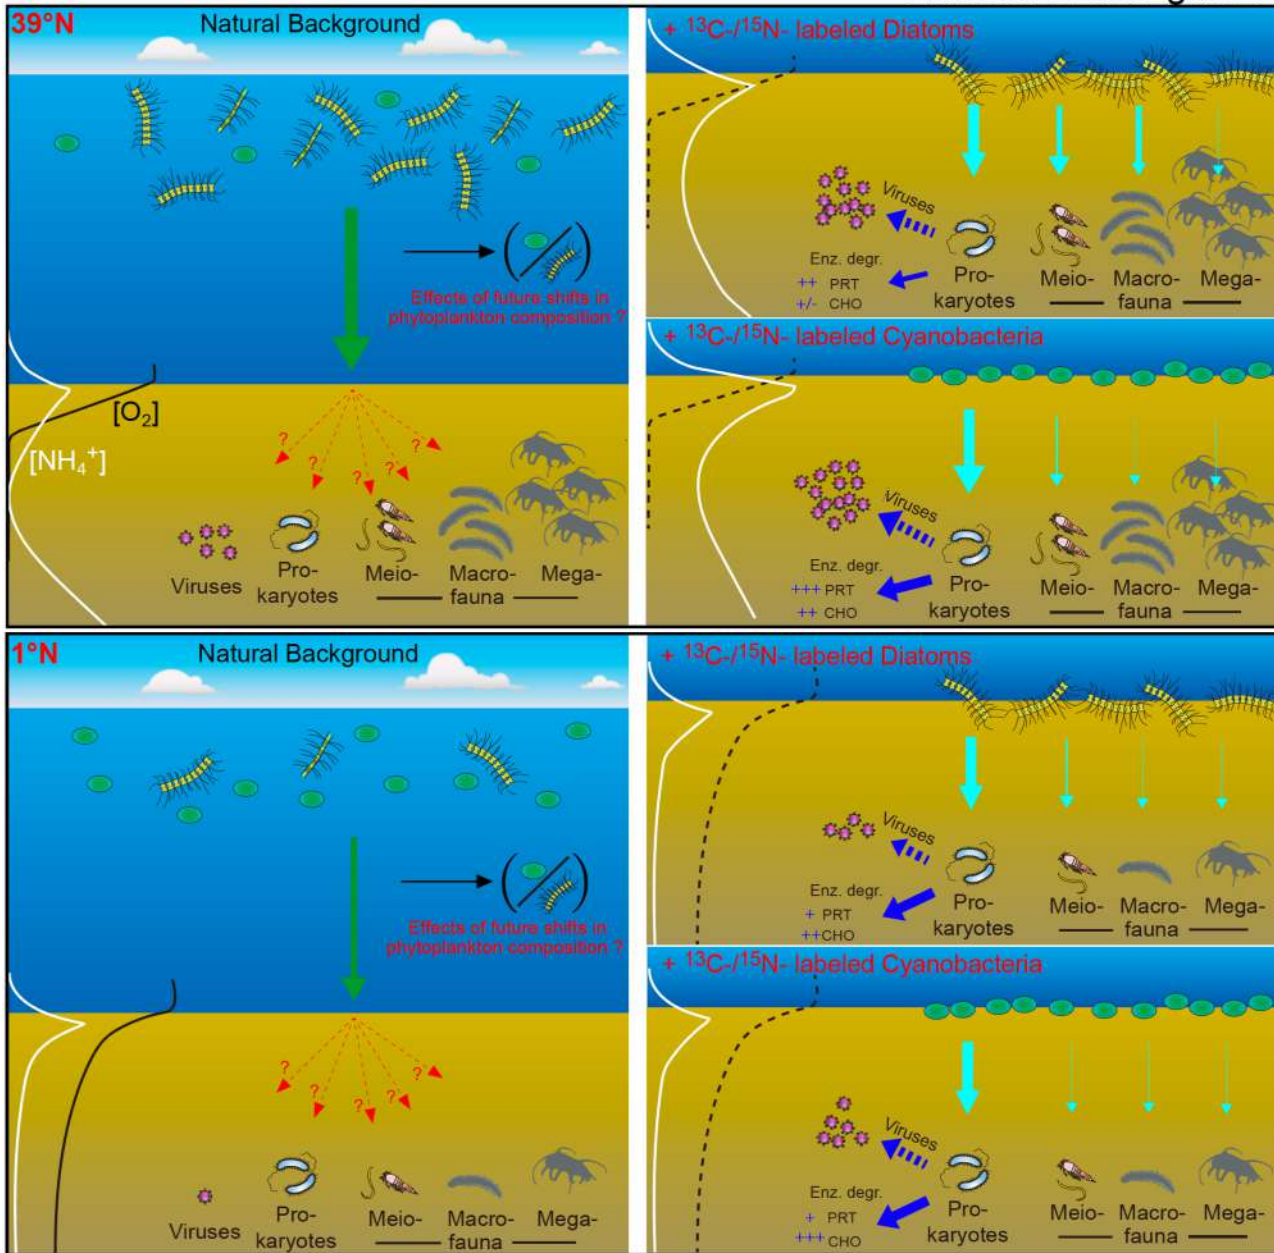 39°N
Natural Background
Effects of future shifts in
phytoplankton composition ?
[O₂]
[NH₄⁺]
?
?
?
?
?
Viruses
Pro-
karyotes
Meio-
Macro-
Mega-
fauna
+ ¹³C-/¹⁵N- labeled Diatoms
Viruses
Enz. degr.
++ PRT
+/- CHO
Pro-
karyotes
Meio-
Macro-
Mega-
fauna
+ ¹³C-/¹⁵N- labeled Cyanobacteria
Viruses
Enz. degr.
+++ PRT
++ CHO
Pro-
karyotes
Meio-
Macro-
Mega-
fauna
1°N
Natural Background
Effects of future shifts in
phytoplankton composition ?
?
?
?
?
?
Viruses
Pro-
karyotes
Meio-
Macro-
Mega-
fauna
+ ¹³C-/¹⁵N- labeled Diatoms
Viruses
Enz. degr.
+ PRT
++CHO
Pro-
karyotes
Meio-
Macro-
Mega-
fauna
+ ¹³C-/¹⁵N- labeled Cyanobacteria
Viruses
Enz. degr.
+ PRT
+++ CHO
Pro-
karyotes
Meio-
Macro-
Mega-
fauna